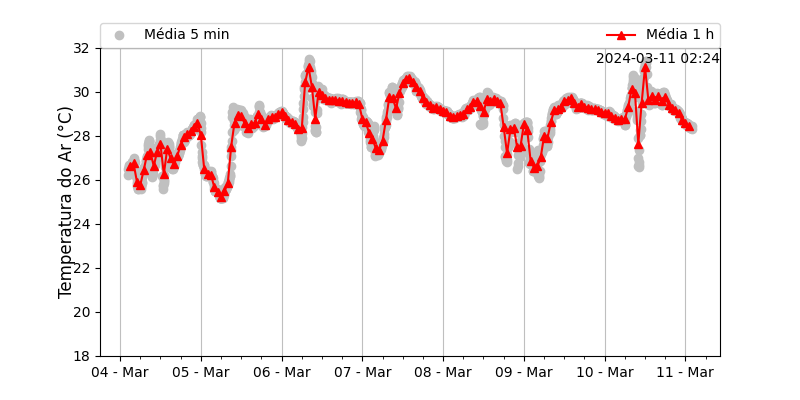 Média 5 min
Média 1 h
2024-03-11 02:24
Temperatura do Ar (°C)
32
30
28
26
24
22
20
18
04 - Mar
05 - Mar
06 - Mar
07 - Mar
08 - Mar
09 - Mar
10 - Mar
11 - Mar